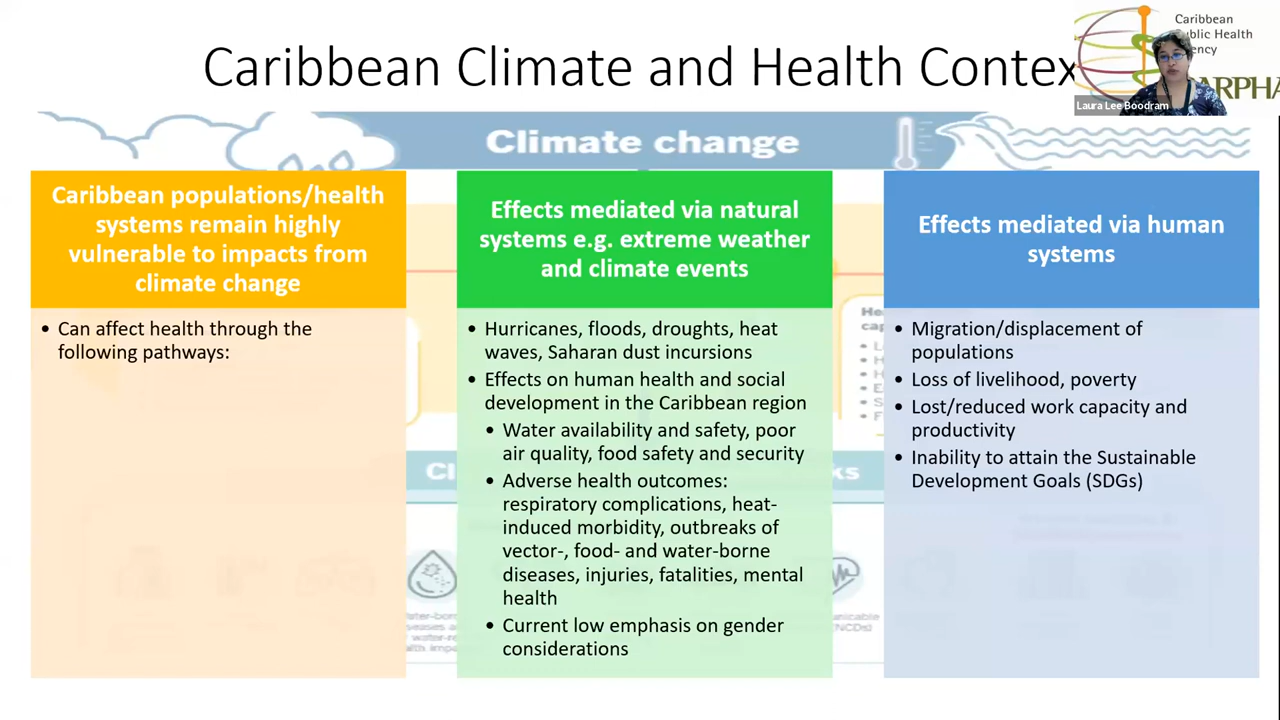 Caribbean Climate and Health Contex
Caribbean
ublic Health
ency
ARPHA
Laura Lee Boodram
Climate change
Caribbean populations/health
systems remain highly
vulnerable to impacts from
climate change
• Can affect health through the
following pathways:
Effects mediated via natural
systems e.g. extreme weather
and climate events
• Hurricanes, floods, droughts, heat
waves, Saharan dust incursions
• Effects on human health and social
development in the Caribbean region
• Water availability and safety, poor
air quality, food safety and security
• Adverse health outcomes:
respiratory complications, heat-
induced morbidity, outbreaks of
vector-, food- and water-borne
diseases, injuries, fatalities, mental
health
• Current low emphasis on gender
considerations
Effects mediated via human
systems
• Migration/displacement of
populations
• Loss of livelihood, poverty
• Lost/reduced work capacity and
productivity
• Inability to attain the Sustainable
Development Goals (SDGs)